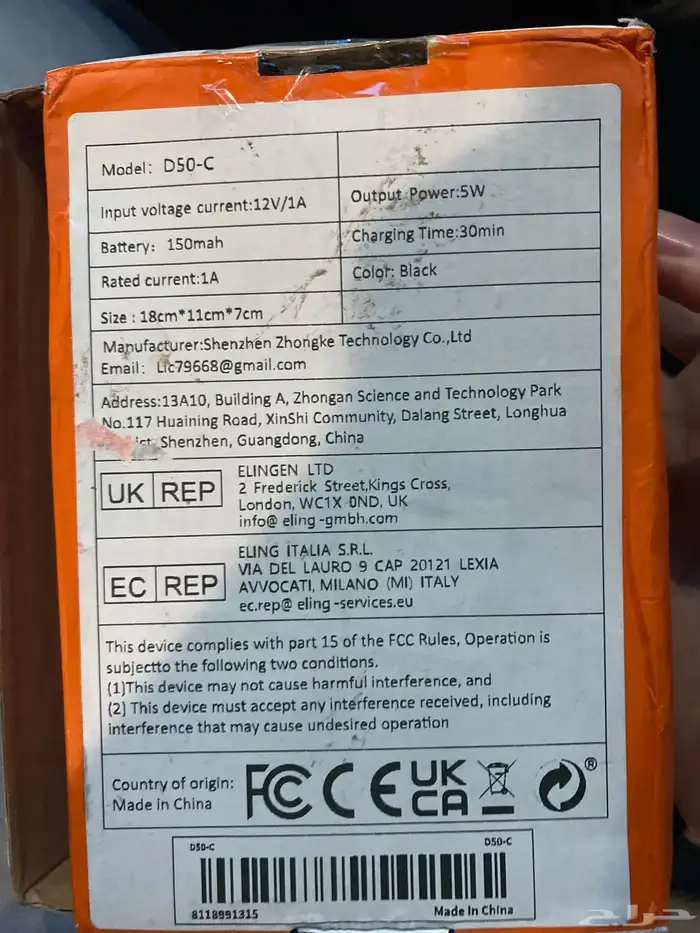 Model: D50-C
Input voltage current:12V/1A
Output Power:5W
Battery: 150mah
Charging Time:30min
Rated current:1A
Color: Black
Size : 18cm*11cm*7cm
Manufacturer:Shenzhen Zhongke Technology Co.,Ltd
Email: Lic79668@gmail.com
Address:13A10, Building A, Zhongan Science and Technology Park
No.117 Huaining Road, XinShi Community, Dalang Street, Longhua
Shenzhen, Guangdong, China
UK REP
ELINGEN LTD
2 Frederick Street,Kings Cross,
London, WC1X 0ND, UK
info@ eling-gmbh.com
EC REP
ELING ITALIA S.R.L.
VIA DEL LAURO 9 CAP 20121 LEXIA
AVVOCATI, MILANO (MI) ITALY
ec.rep@ eling-services.eu
This device complies with part 15 of the FCC Rules, Operation is
subjectto the following two conditions.
(1)This device may not cause harmful interference, and
(2) This device must accept any interference received, including
interference that may cause undesired operation
Country of origin:
Made in China
FC CE UK
CA
®
D50-C
D50-C
8118991315
Made In China
حراج